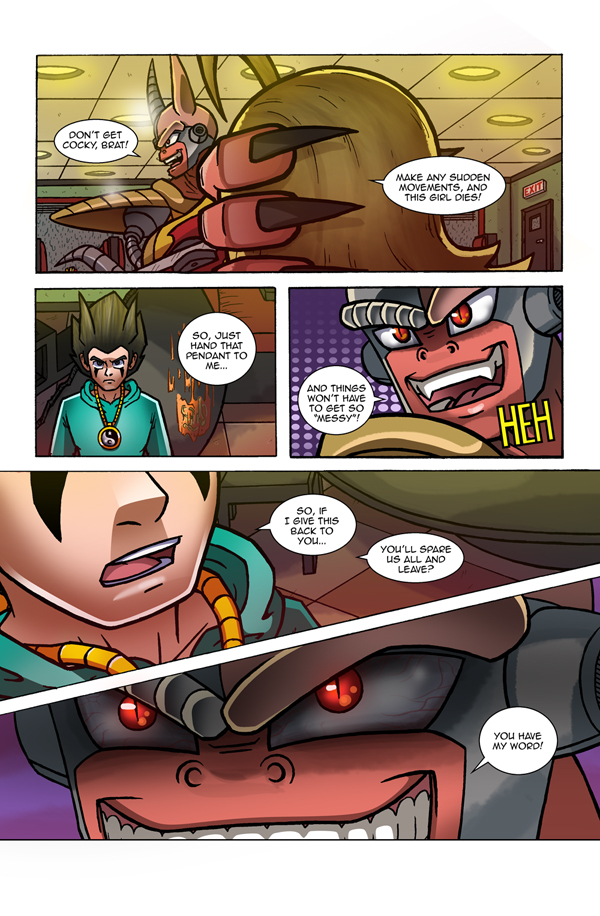 DON'T GET
COCKY, BRAT!
MAKE ANY SUDDEN
MOVEMENTS, AND
THIS GIRL DIES!
EXIT
SO, JUST
HAND THAT
PENDANT TO
ME...
AND THINGS
WON'T HAVE
TO GET SO
"MESSY"!
HEH
SO, IF
I GIVE THIS
BACK TO
YOU...
YOU'LL SPARE
US ALL AND
LEAVE?
YOU HAVE
MY WORD!